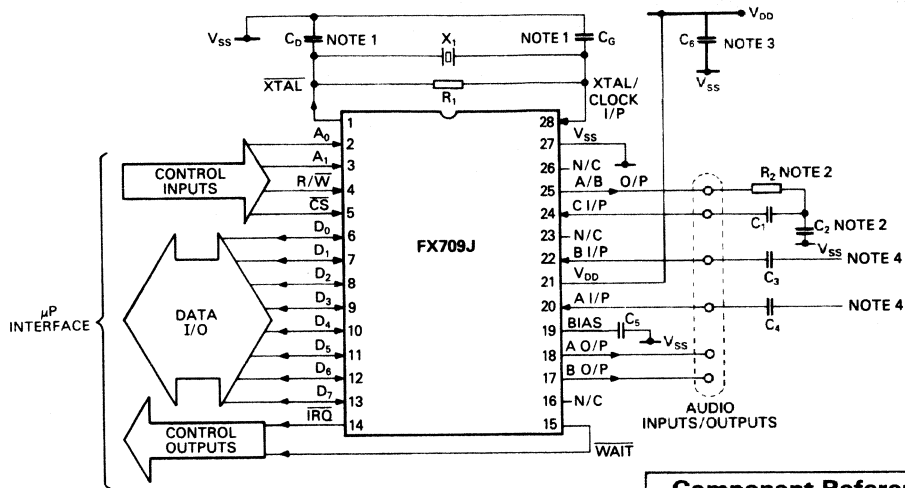 VSS
CD
NOTE 1
X1
NOTE 1
CG
XTAL
R1
XTAL/
CLOCK
I/P
VDD
C6
NOTE 3
VSS
µP
INTERFACE
CONTROL
INPUTS
DATA
I/O
CONTROL
OUTPUTS
A0
A1
R/W
CS
D0
D1
D2
D3
D4
D5
D6
D7
IRQ
1
2
3
4
5
6
7
8
9
10
11
12
13
14
FX709J
28
27
26
25
24
23
22
21
20
19
18
17
16
15
VSS
N/C
A/B O/P
C I/P
N/C
B I/P
VDD
A I/P
BIAS
C5
VSS
A O/P
B O/P
N/C
WAIT
R2 NOTE 2
C1
C2 NOTE 2
VSS
C3
NOTE 4
C4
NOTE 4
AUDIO
INPUTS/OUTPUTS